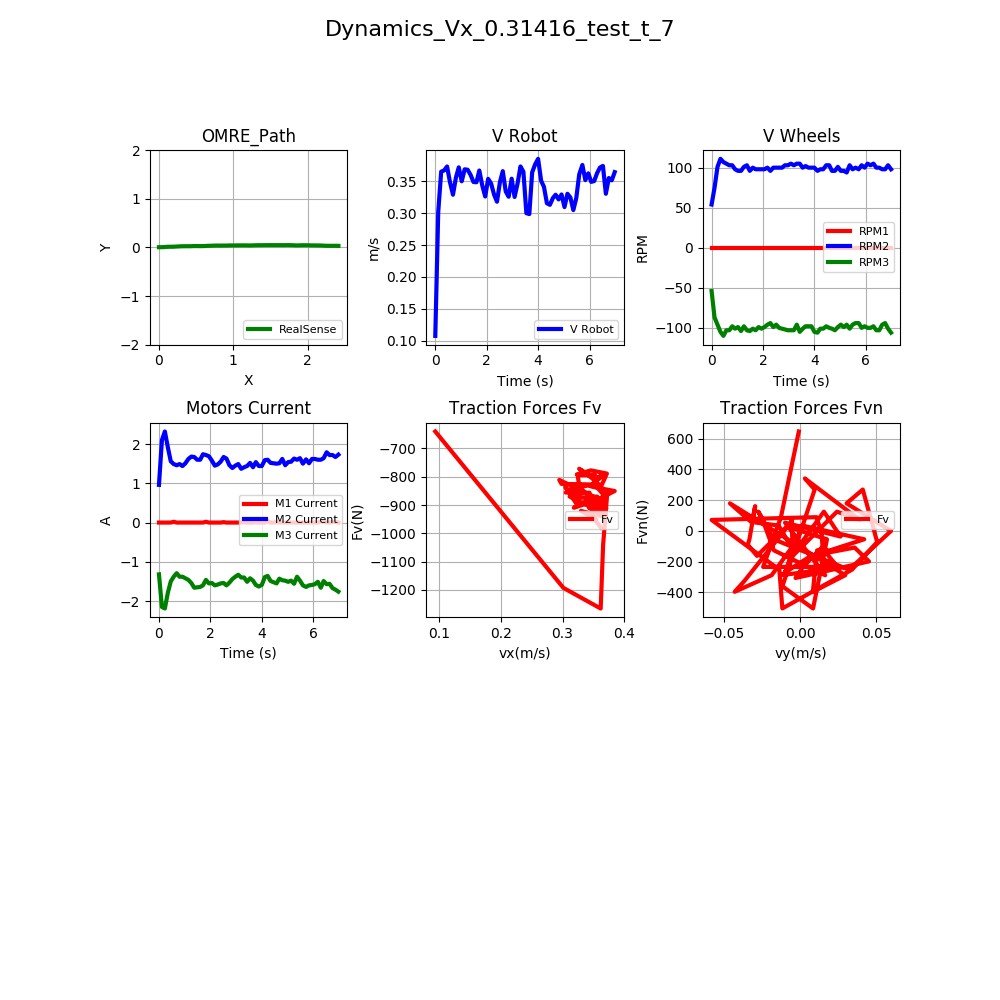 Dynamics_Vx_0.31416_test_t_7
OMRE_Path
2
1
0
−1
−2
Y
0
1
2
X
RealSense
V Robot
0.35
0.30
0.25
0.20
0.15
0.10
m/s
0
2
4
6
Time (s)
V Robot
V Wheels
100
50
0
−50
−100
RPM
0
2
4
6
Time (s)
RPM1
RPM2
RPM3
Motors Current
2
1
0
−1
−2
A
0
2
4
6
Time (s)
M1 Current
M2 Current
M3 Current
Traction Forces Fv
−700
−800
−900
−1000
−1100
−1200
Fv(N)
0.1
0.2
0.3
0.4
vx(m/s)
Fv
Traction Forces Fvn
600
400
200
0
−200
−400
Fvn(N)
−0.05
0.00
0.05
vy(m/s)
Fv